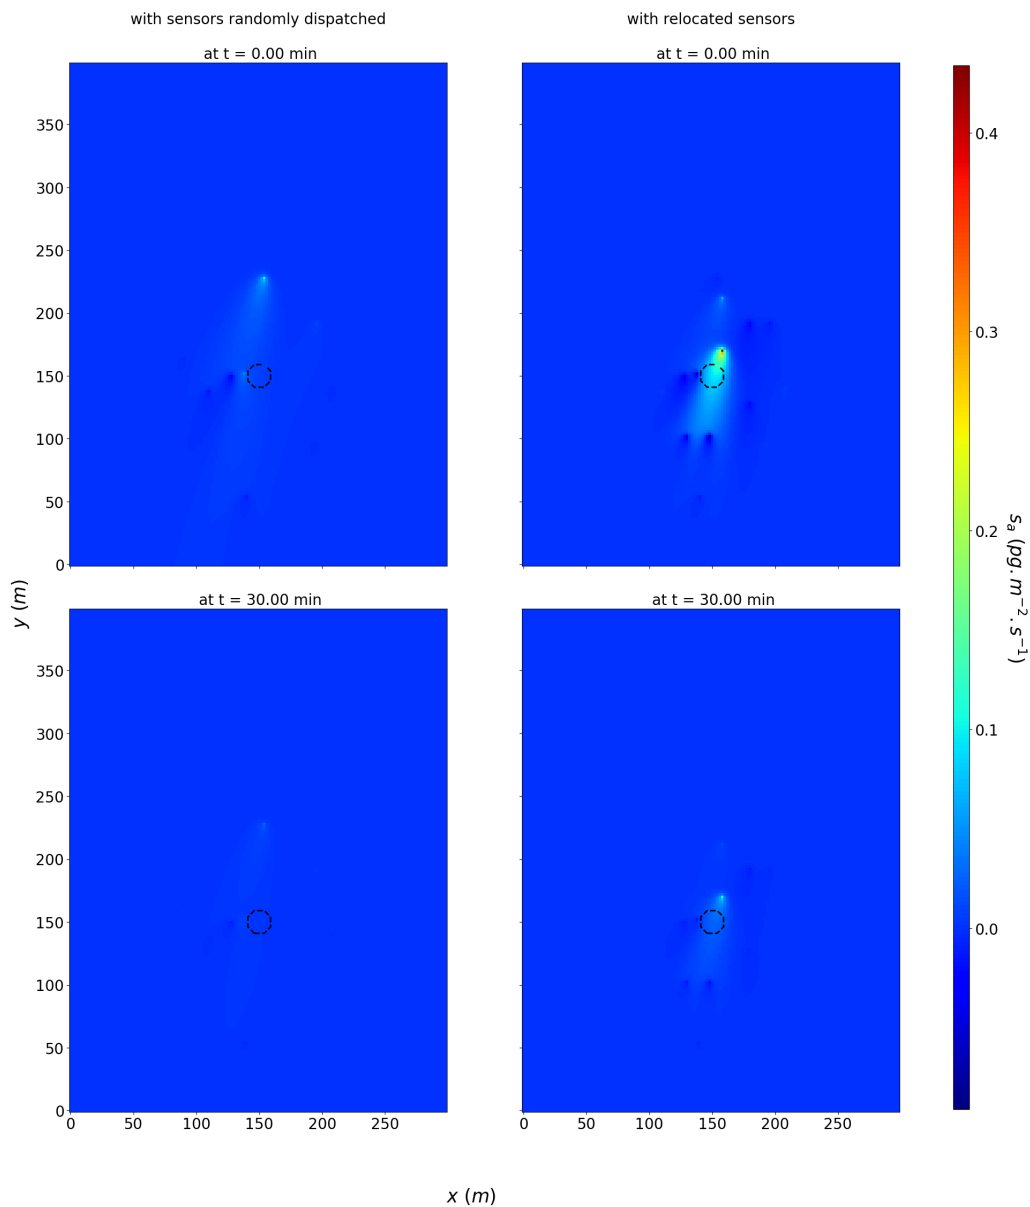 with sensors randomly dispatched
with relocated sensors
at t = 0.00 min
at t = 0.00 min
350
300
250
200
150
100
50
0
0.4
0.3
0.2
0.1
0.0
s_a (pg.m^{-2}.s^{-1})
y (m)
at t = 30.00 min
at t = 30.00 min
350
300
250
200
150
100
50
0
0 50 100 150 200 250
0 50 100 150 200 250
x (m)